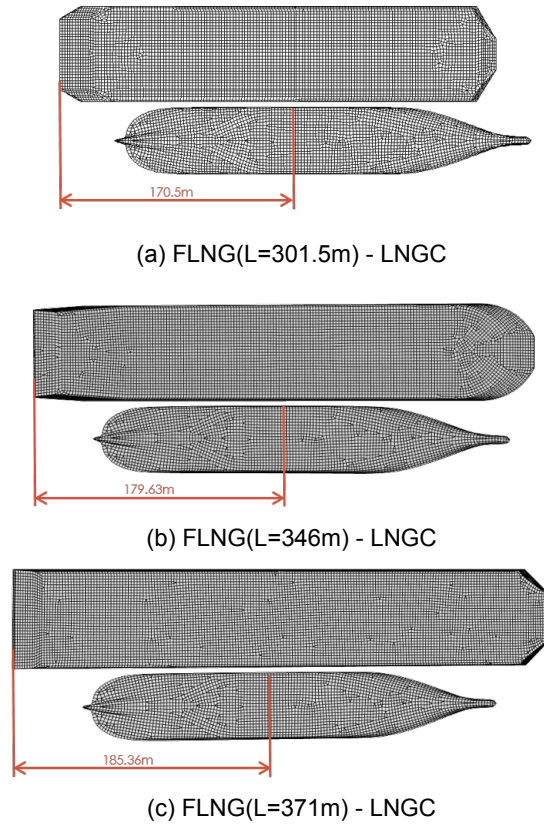 170.5m
(a) FLNG(L=301.5m) - LNGC
179.63m
(b) FLNG(L=346m) - LNGC
185.36m
(c) FLNG(L=371m) - LNGC